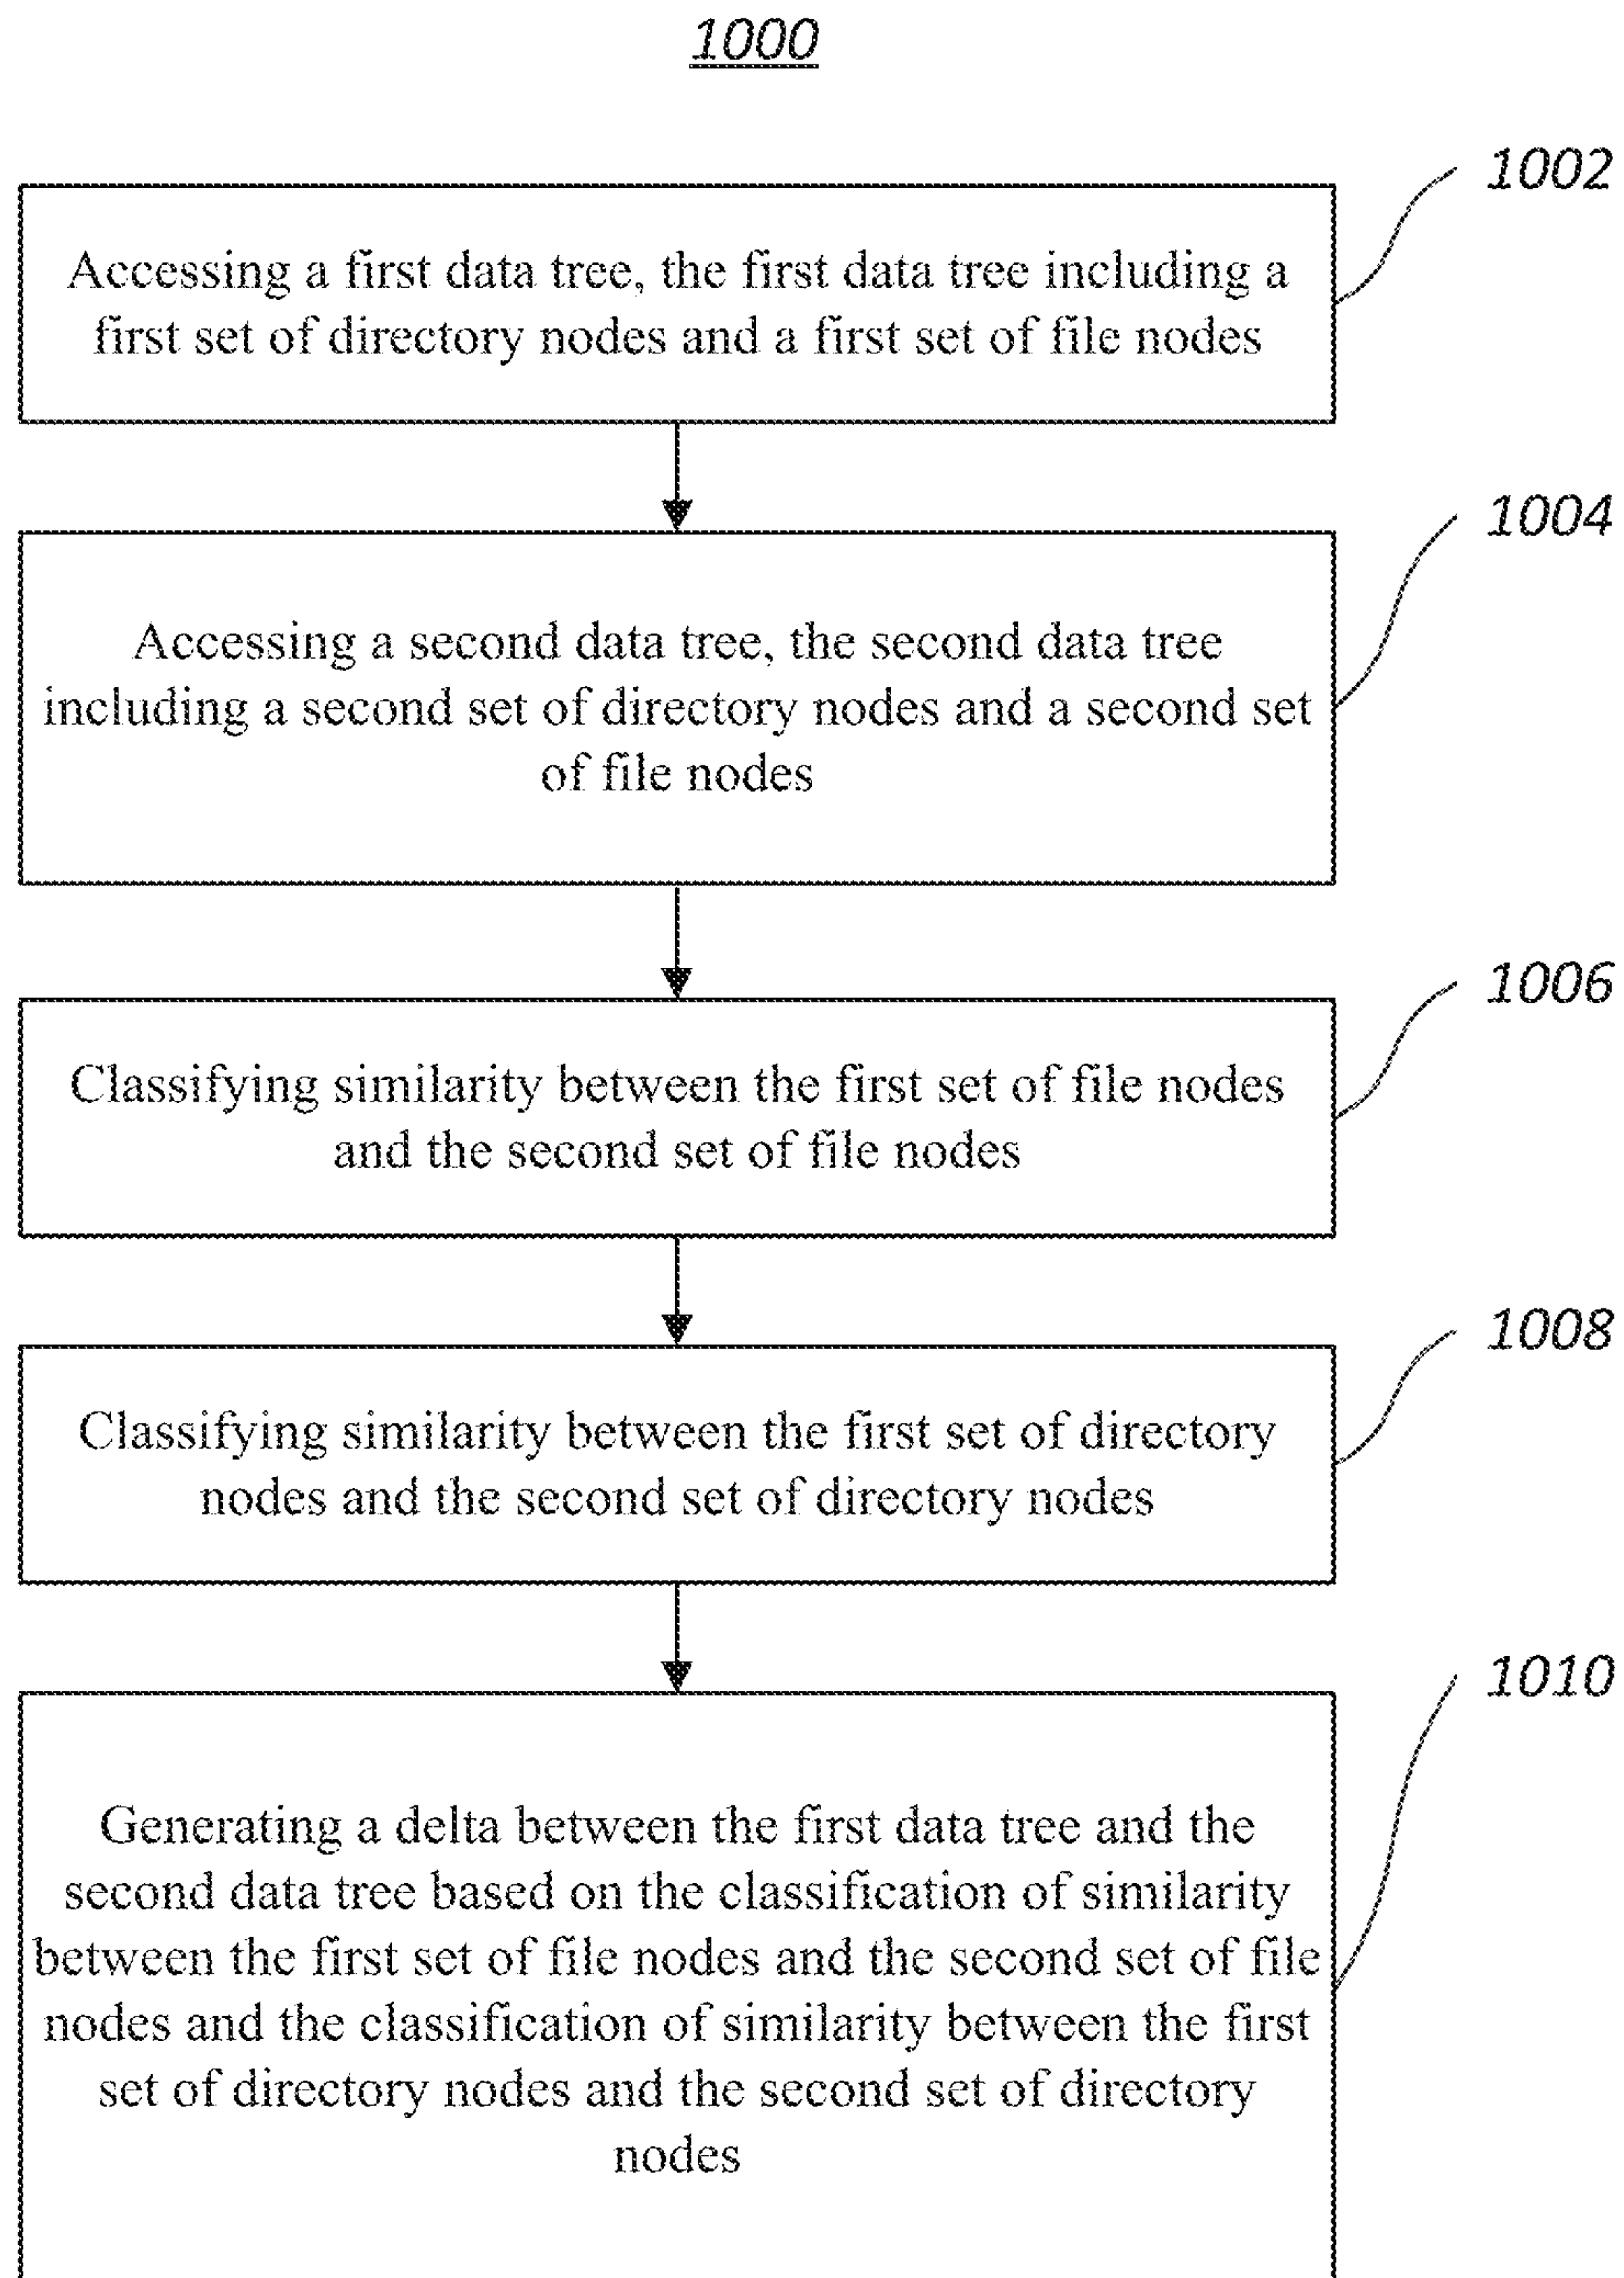 1000
1002
Accessing a first data tree, the first data tree including a
first set of directory nodes and a first set of file nodes
1004
Accessing a second data tree, the second data tree
including a second set of directory nodes and a second set
of file nodes
1006
Classifying similarity between the first set of file nodes
and the second set of file nodes
1008
Classifying similarity between the first set of directory
nodes and the second set of directory nodes
1010
Generating a delta between the first data tree and the
second data tree based on the classification of similarity
between the first set of file nodes and the second set of file
nodes and the classification of similarity between the first
set of directory nodes and the second set of directory
nodes